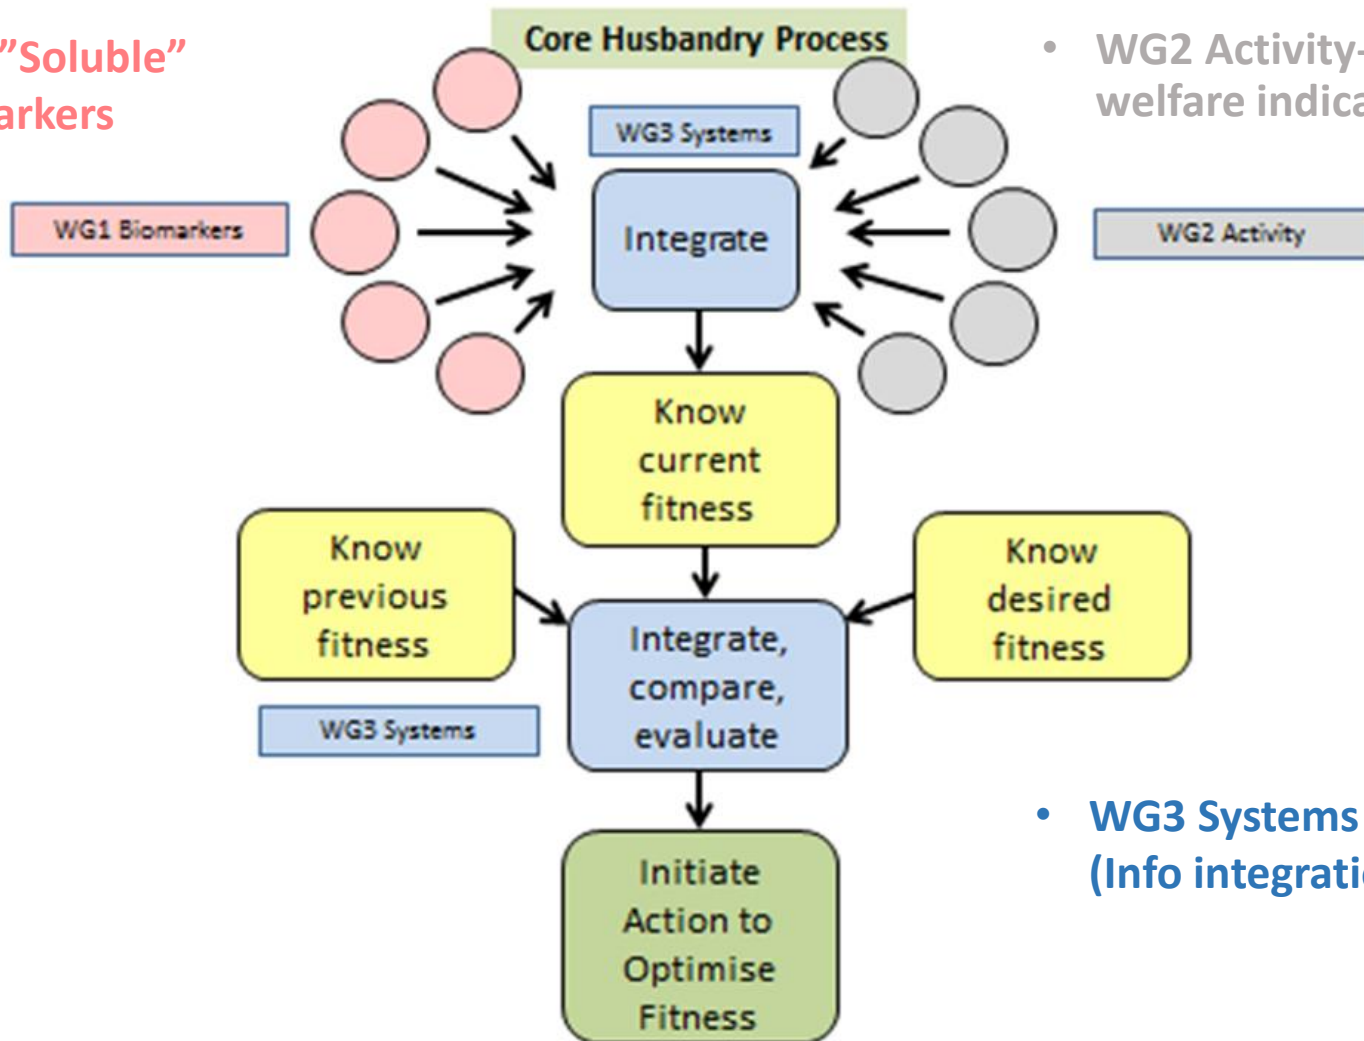 Core Husbandry Process
”Soluble”
arkers
• WG2 Activity-
welfare indica
WG3 Systems
WG1 Biomarkers
Integrate
WG2 Activity
Know
current
fitness
Know
previous
fitness
Know
desired
fitness
Integrate,
compare,
evaluate
WG3 Systems
• WG3 Systems
(Info integratio
Initiate
Action to
Optimise
Fitness